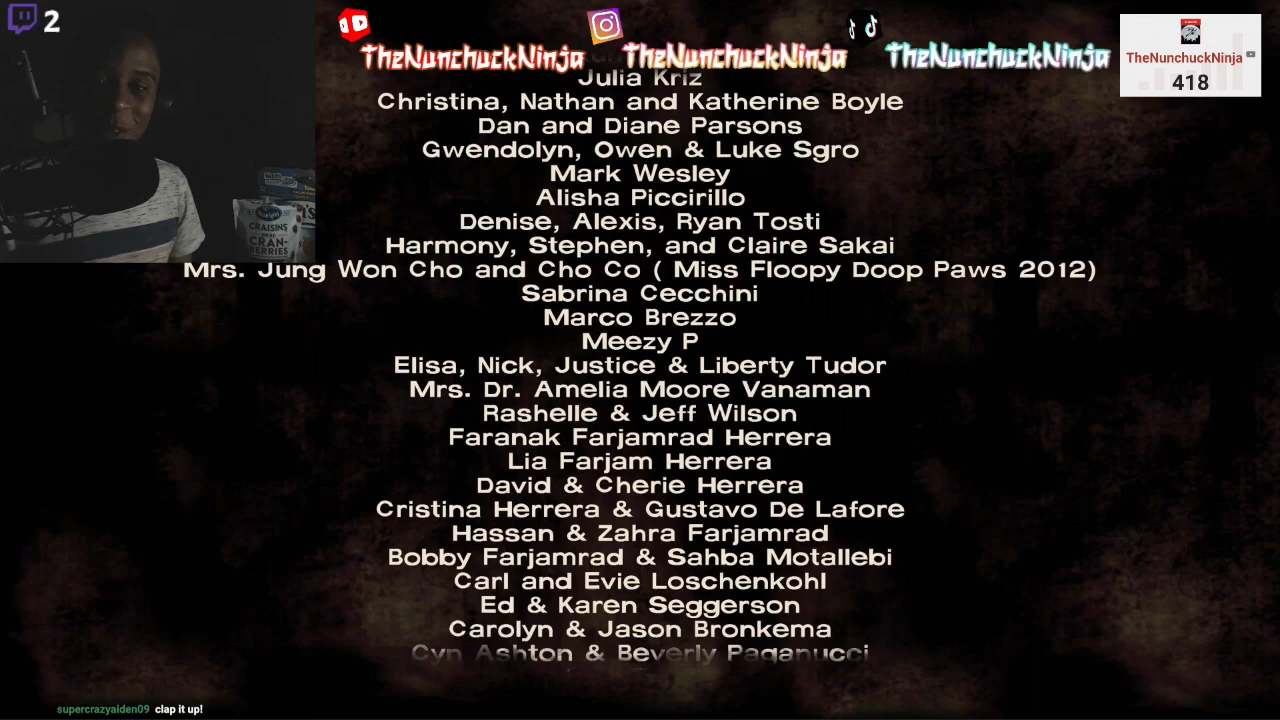 2
TheNunchuckNinja
TheNunchuckNinja
TheNunchuckNinja
TheNunchuckNinja
418
Julia Kriz
Christina, Nathan and Katherine Boyle
Dan and Diane Parsons
Gwendolyn, Owen & Luke Sgro
Mark Wesley
Alisha Piccirillo
Denise, Alexis, Ryan Tosti
Harmony, Stephen, and Claire Sakai
CRAISINS
CRAN-
BERRIES
Mrs. Jung Won Cho and Cho Co ( Miss Floopy Doop Paws 2012)
Sabrina Cecchini
Marco Brezzo
Meezy P
Elisa, Nick, Justice & Liberty Tudor
Mrs. Dr. Amelia Moore Vanaman
Rashelle & Jeff Wilson
Faranak Farjamrad Herrera
Lia Farjam Herrera
David & Cherie Herrera
Cristina Herrera & Gustavo De Lafore
Hassan & Zahra Farjamrad
Bobby Farjamrad & Sahba Motallebi
Carl and Evie Loschenkohl
Ed & Karen Seggerson
Carolyn & Jason Bronkema
Cyn Ashton & Beverly Paganucci
supercrazyaiden09 clap it up!